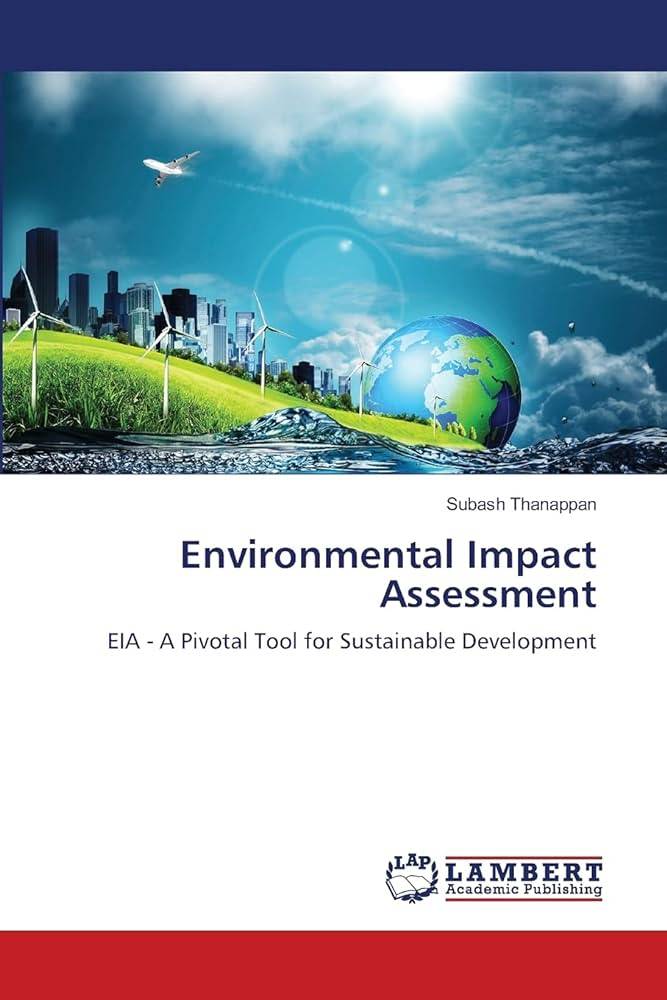 Subash Thanappan
Environmental Impact
Assessment
EIA - A Pivotal Tool for Sustainable Development
LAP
LAMBERT
Academic Publishing